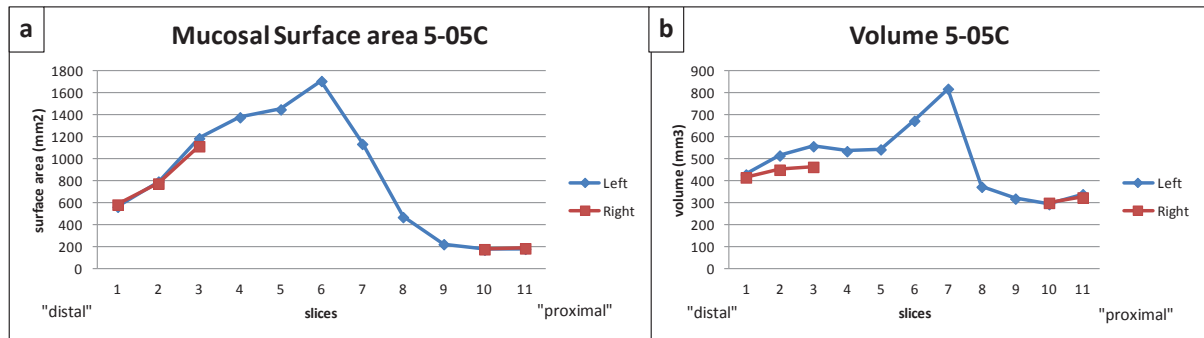 a
Mucosal Surface area 5-05C
surface area (mm2)
1800
1600
1400
1200
1000
800
600
400
200
0
1 2 3 4 5 6 7 8 9 10 11
"distal" slices "proximal"
Left
Right
b
Volume 5-05C
volume (mm3)
900
800
700
600
500
400
300
200
100
0
1 2 3 4 5 6 7 8 9 10 11
"distal" slices "proximal"
Left
Right